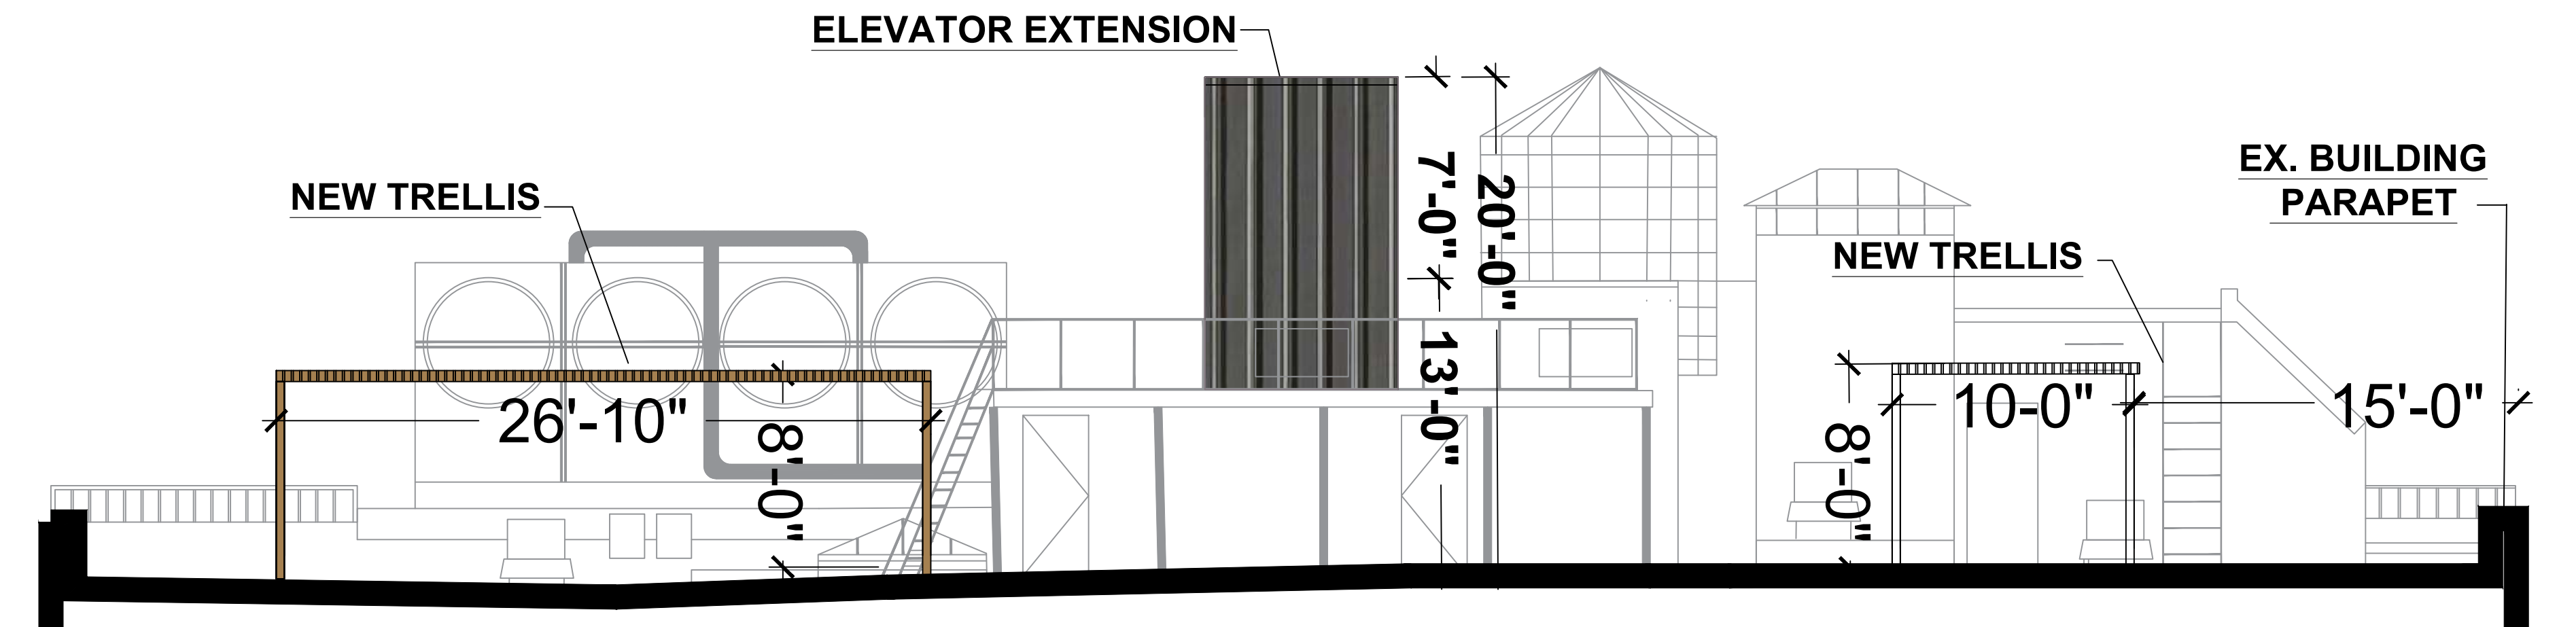 ELEVATOR EXTENSION
NEW TRELLIS
EX. BUILDING
PARAPET
NEW TRELLIS
7'-0"
20'-0"
13'-0"
26'-10"
8'-0"
10-0"
15'-0"
8'-0"